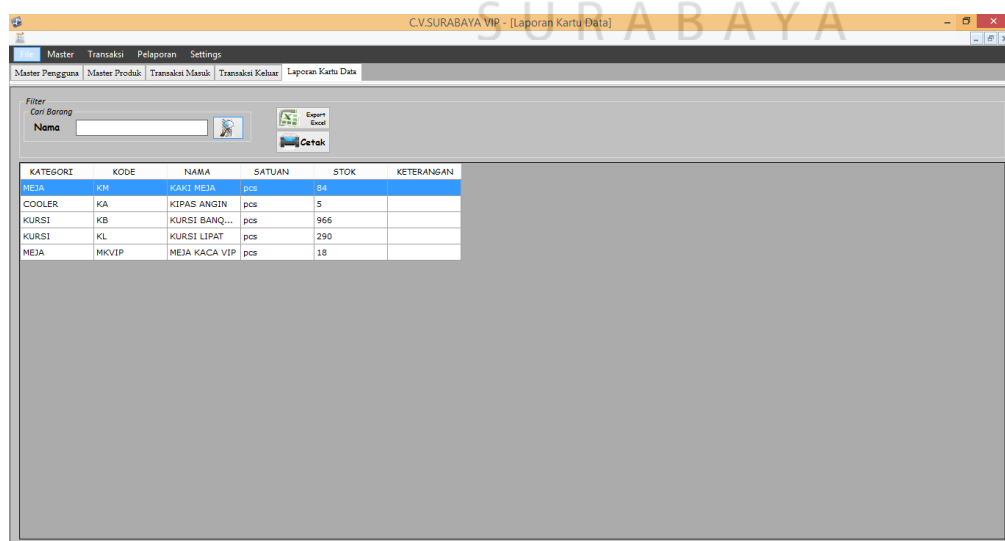 SURABAYA
C.V.SURABAYA VIP - [Laporan Kartu Data]
File Master Transaksi Pelaporan Settings
Master Pengguna Master Produk Transaksi Masuk Transaksi Keluar Laporan Kartu Data
Filter
Cari Barang
Nama
Export Excel
Cetak
KATEGORI KODE NAMA SATUAN STOK KETERANGAN
MEJA KM KAKI MEJA pcs 84
COOLER KA KIPAS ANGIN pcs 5
KURSI KB KURSI BANQ... pcs 966
KURSI KL KURSI LIPAT pcs 290
MEJA MKVIP MEJA KACA VIP pcs 18